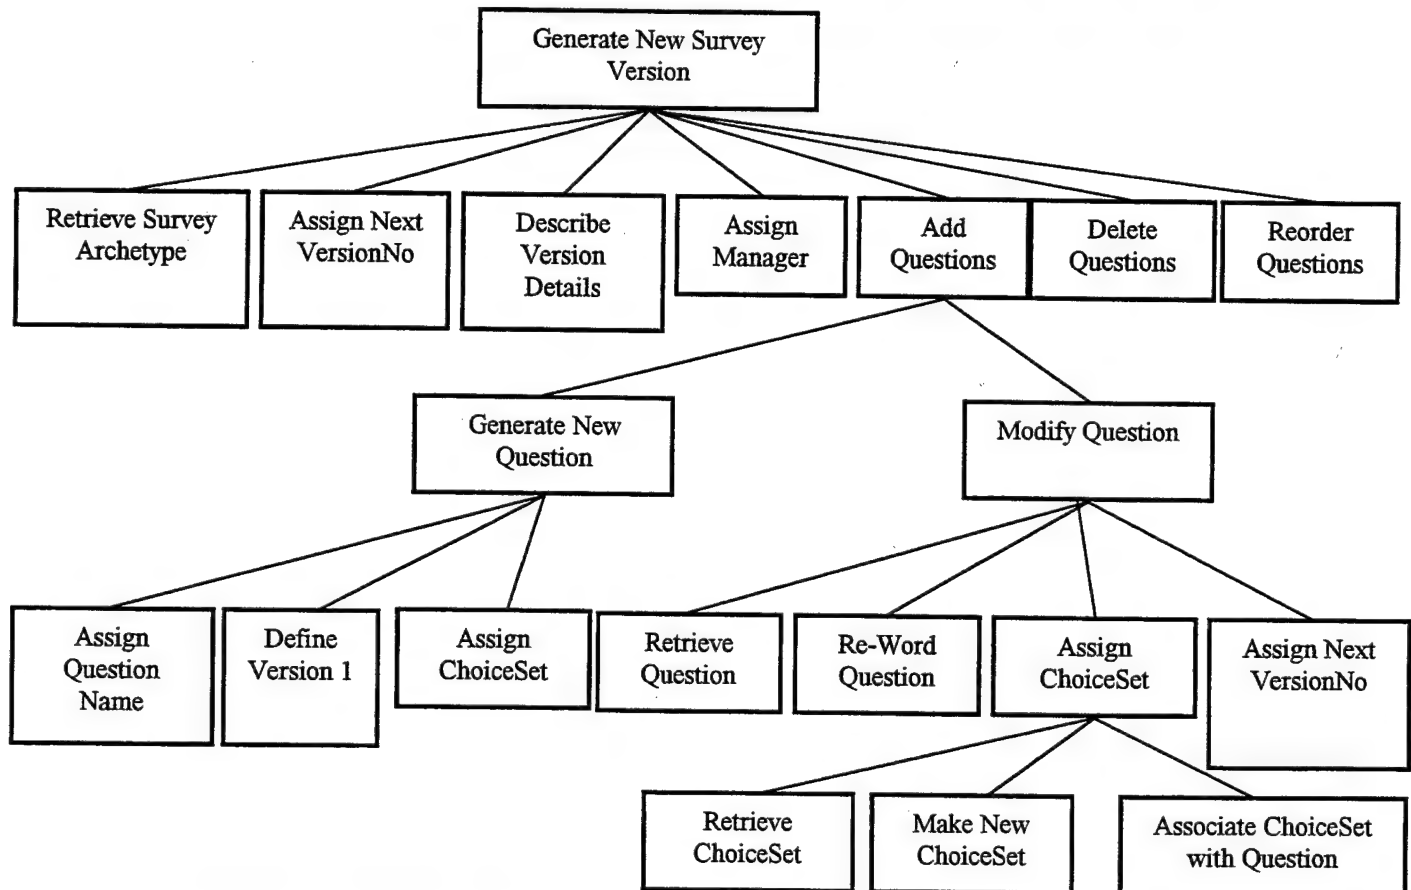 Generate New Survey
Version
Retrieve Survey
Archetype
Assign Next
VersionNo
Describe
Version
Details
Assign
Manager
Add
Questions
Delete
Questions
Reorder
Questions
Generate New
Question
Modify Question
Assign
Question
Name
Define
Version 1
Assign
ChoiceSet
Retrieve
Question
Re-Word
Question
Assign
ChoiceSet
Assign Next
VersionNo
Retrieve
ChoiceSet
Make New
ChoiceSet
Associate ChoiceSet
with Question